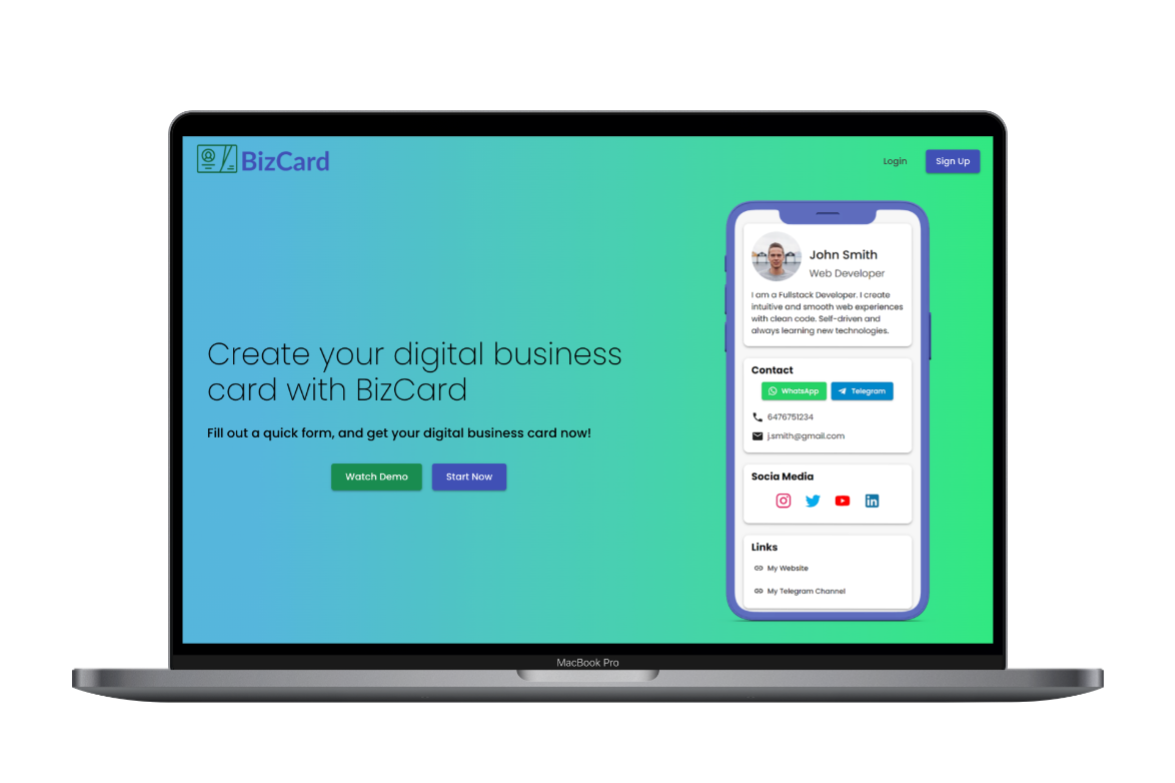 BizCard
Login
Sign Up
Create your digital business
card with BizCard
Fill out a quick form, and get your digital business card now!
Watch Demo
Start Now
John Smith
Web Developer
I am a Fullstack Developer. I create
intuitive and smooth web experiences
with clean code. Self-driven and
always learning new technologies.
Contact
WhatsApp
Telegram
6476751234
j.smith@gmail.com
Socia Media
in
Links
My Website
My Telegram Channel
MacBook Pro